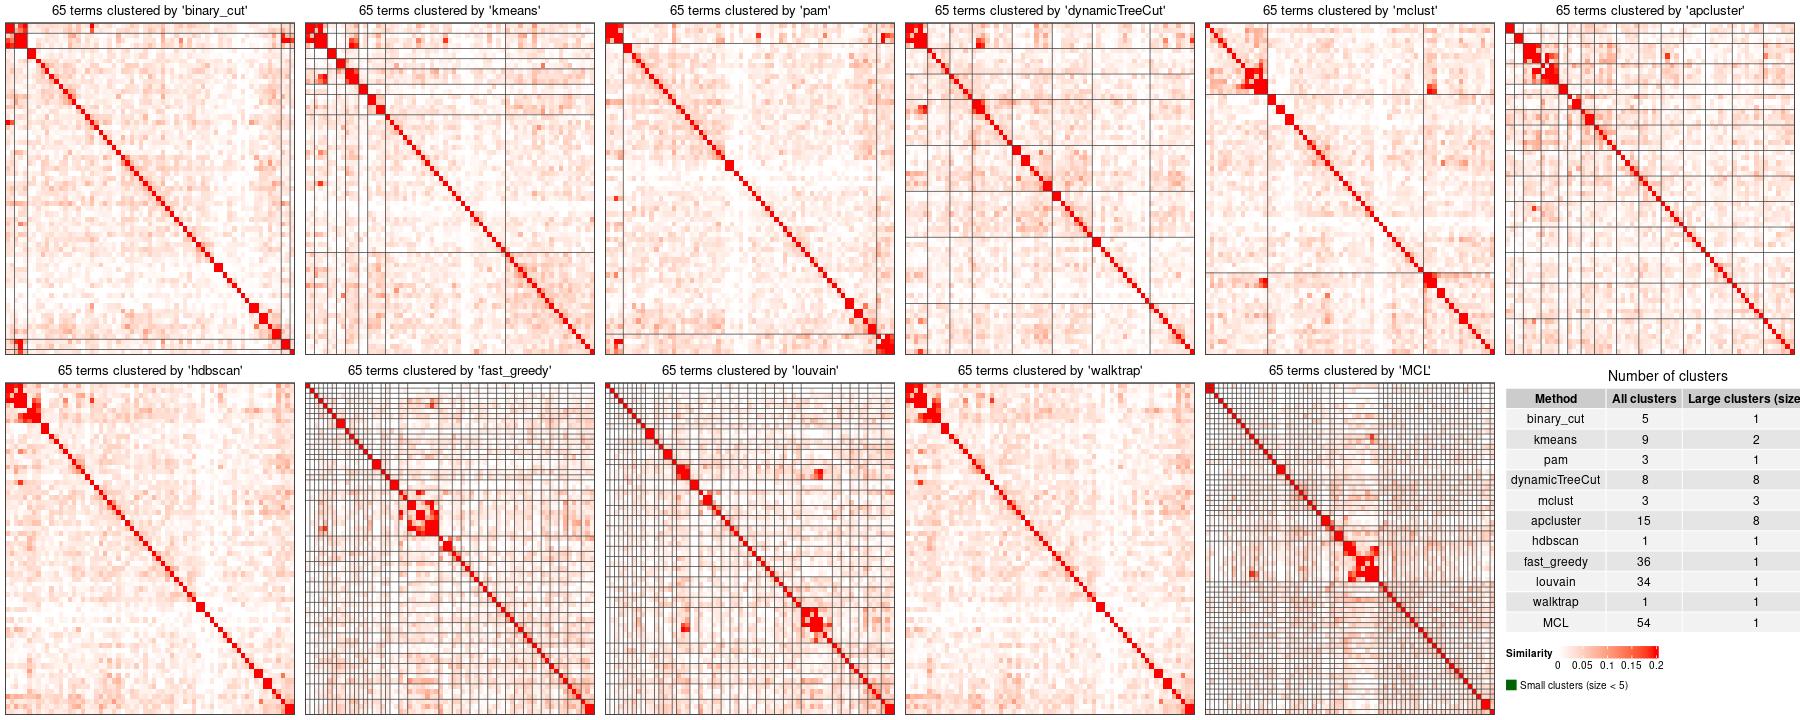 65 terms clustered by 'binary_cut'
65 terms clustered by 'kmeans'
65 terms clustered by 'pam'
65 terms clustered by 'dynamicTreeCut'
65 terms clustered by 'mclust'
65 terms clustered by 'apcluster'
65 terms clustered by 'hdbscan'
65 terms clustered by 'fast_greedy'
65 terms clustered by 'louvain'
65 terms clustered by 'walktrap'
65 terms clustered by 'MCL'
Number of clusters
Method All clusters Large clusters (size
binary_cut 5 1
kmeans 9 2
pam 3 1
dynamicTreeCut 8 8
mclust 3 3
apcluster 15 8
hdbscan 1 1
fast_greedy 36 1
louvain 34 1
walktrap 1 1
MCL 54 1
Similarity
0 0.05 0.1 0.15 0.2
Small clusters (size < 5)